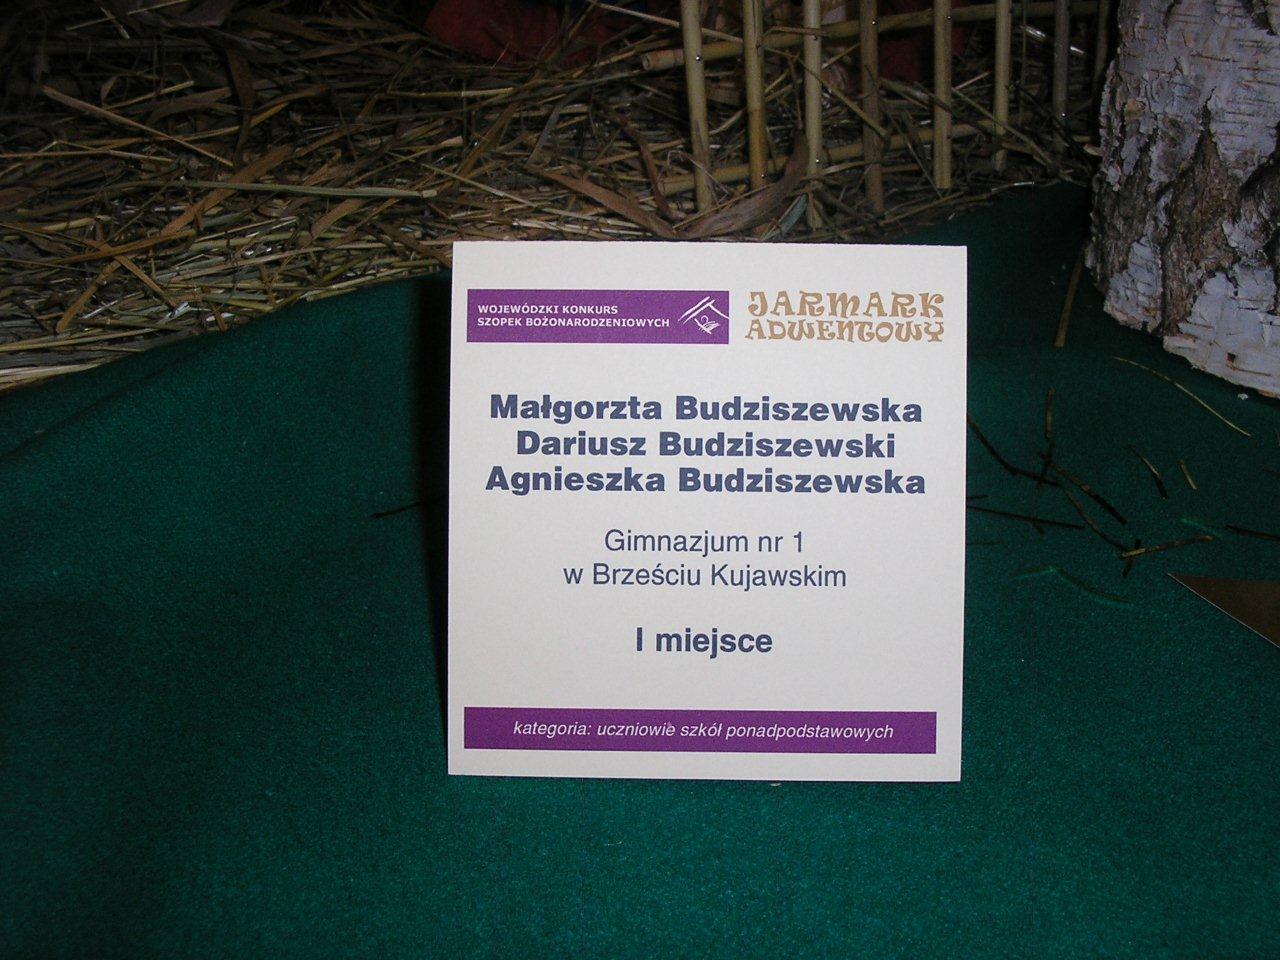 WOJEWÓDZKI KONKURS
SZOPEK BOŻONARODZENIOWYCH
JARMARK
ADWENTOWY
Małgorzta Budziszewska
Dariusz Budziszewski
Agnieszka Budziszewska
Gimnazjum nr 1
w Brześciu Kujawskim
I miejsce
kategoria: uczniowie szkół ponadpodstawowych